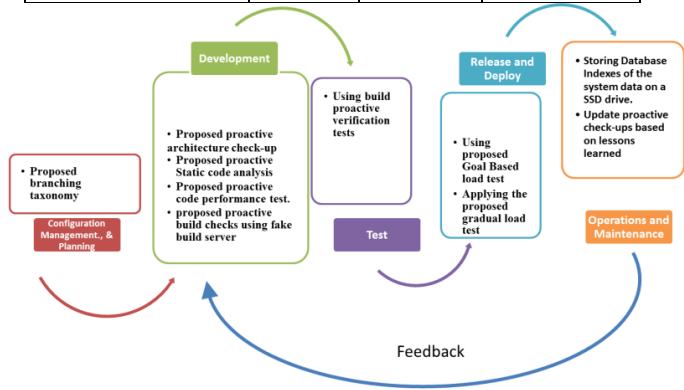 Development
• Proposed proactive
architecture check-up
• Proposed proactive
Static code analysis
• Proposed proactive
code performance test.
• proposed proactive
build checks using fake
build server
• Proposed
branching
taxonomy
Configuration
Management., &
Planning
• Using build
proactive
verification
tests
Test
Release and
Deploy
• Using
proposed
Goal Based
load test
• Applying the
proposed
gradual load
test
• Storing Database
Indexes of the
system data on a
SSD drive.
• Update proactive
check-ups based
on lessons
learned
Operations and
Maintenance
Feedback